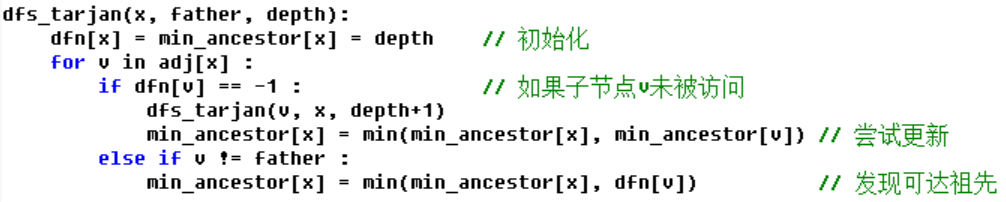 dfs_tarjan(x, father, depth):
    dfn[x] = min_ancestor[x] = depth    // 初始化
    for v in adj[x] :
        if dfn[v] == -1 :               // 如果子节点v未被访问
            dfs_tarjan(v, x, depth+1)
            min_ancestor[x] = min(min_ancestor[x], min_ancestor[v]) // 尝试更新
        else if v != father :
            min_ancestor[x] = min(min_ancestor[x], dfn[v])          // 发现可达祖先